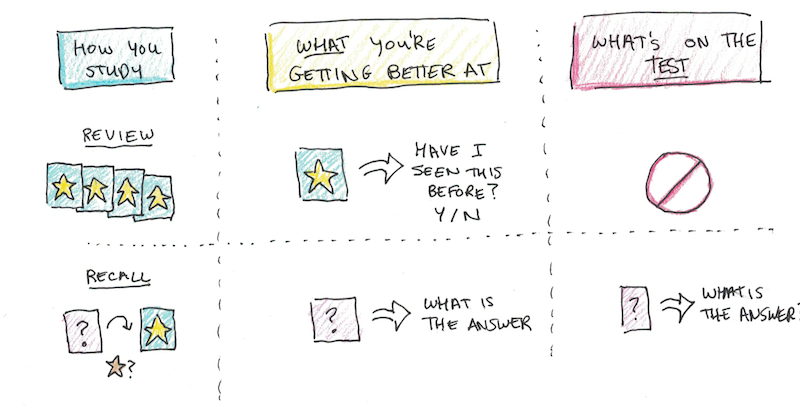 HOW YOU
STUDY
WHAT YOU'RE
GETTING BETTER AT
WHAT'S ON THE
TEST
REVIEW
HAVE I
SEEN THIS
BEFORE?
Y/N
RECALL
?
?
?
WHAT IS
THE ANSWER
?
WHAT IS
THE ANSWER?